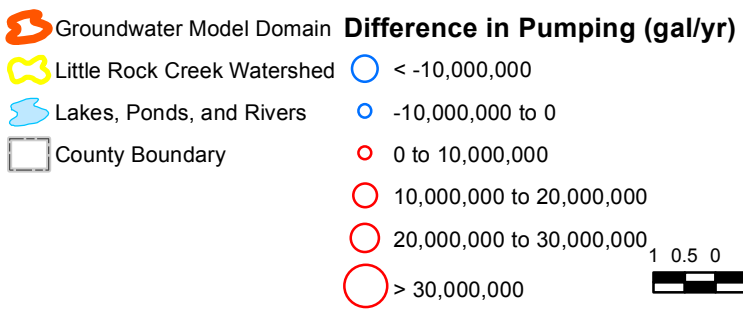 Groundwater Model Domain
Little Rock Creek Watershed
Lakes, Ponds, and Rivers
County Boundary
Difference in Pumping (gal/yr)
< -10,000,000
-10,000,000 to 0
0 to 10,000,000
10,000,000 to 20,000,000
20,000,000 to 30,000,000
> 30,000,000
1 0.5 0